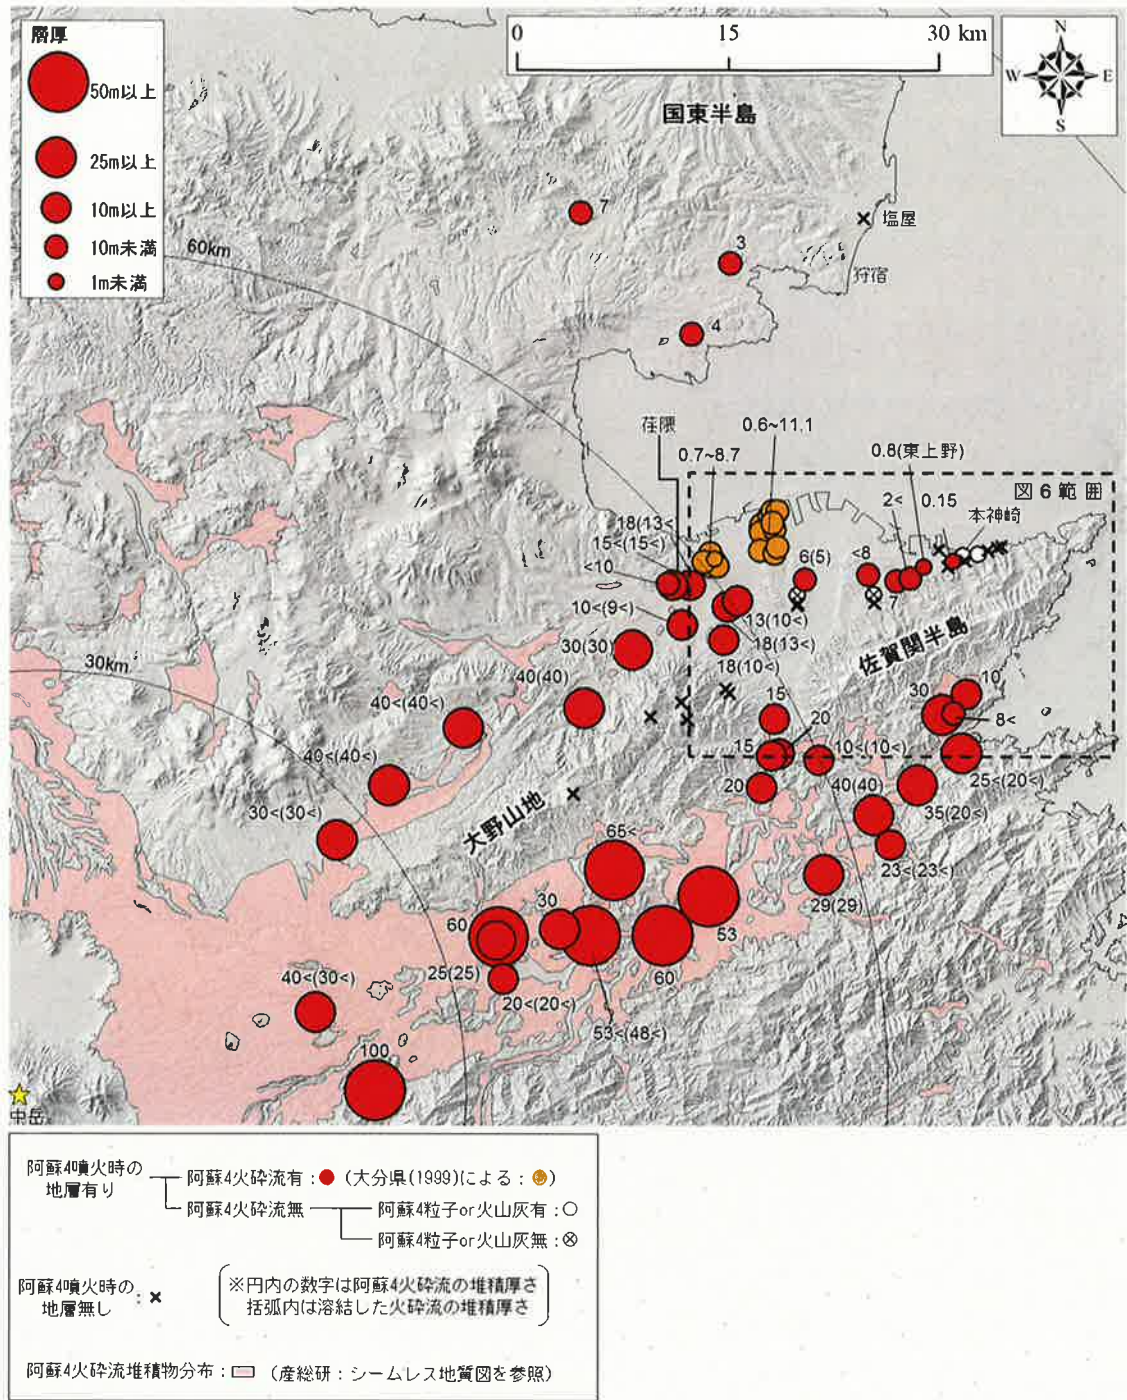 層厚
50m以上
25m以上
10m以上
10m未満
1m未満
0 15 30 km
N
W E
S
国東半島
7
塩屋
60km
3
狩宿
4
荏隈
0.6~11.1
0.7~8.7
0.8(東上野)
図６範囲
2<
0.15
本神崎
18(13<
15<(15<)
<10
6(5)
<8
7
10<(9<)
13(10<)
18(13<)
30(30)
18(10<)
佐賀関半島
30km
40(40)
10
30
8<
40<(40<)
15
20
15
10<(10<)
40<(40<)
20
40(40)
25<(20<)
35(20<)
30<(30<)
大野山地
65<
23<(23<)
29(29)
60
30
53
25(25)
60
40<(30<)
20<(20<)
53<(48<)
100
中岳
阿蘇4噴火時の
地層有り
阿蘇4火砕流有：
(大分県(1999)による：
)
阿蘇4火砕流無
阿蘇4粒子or火山灰有：
阿蘇4粒子or火山灰無：
阿蘇4噴火時の
地層無し
：
※円内の数字は阿蘇4火砕流の堆積厚さ
括弧内は溶結した火砕流の堆積厚さ
阿蘇4火砕流堆積物分布：
(産総研：シームレス地質図を参照)